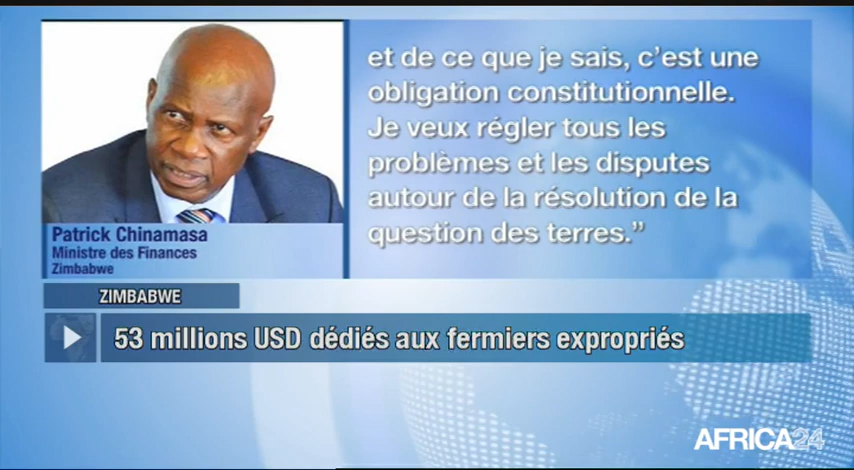 et de ce que je sais, c’est une
obligation constitutionnelle.
Je veux régler tous les
problèmes et les disputes
autour de la résolution de la
question des terres.”
Patrick Chinamasa
Ministre des Finances
Zimbabwe
ZIMBABWE
53 millions USD dédiés aux fermiers expropriés
AFRICA24